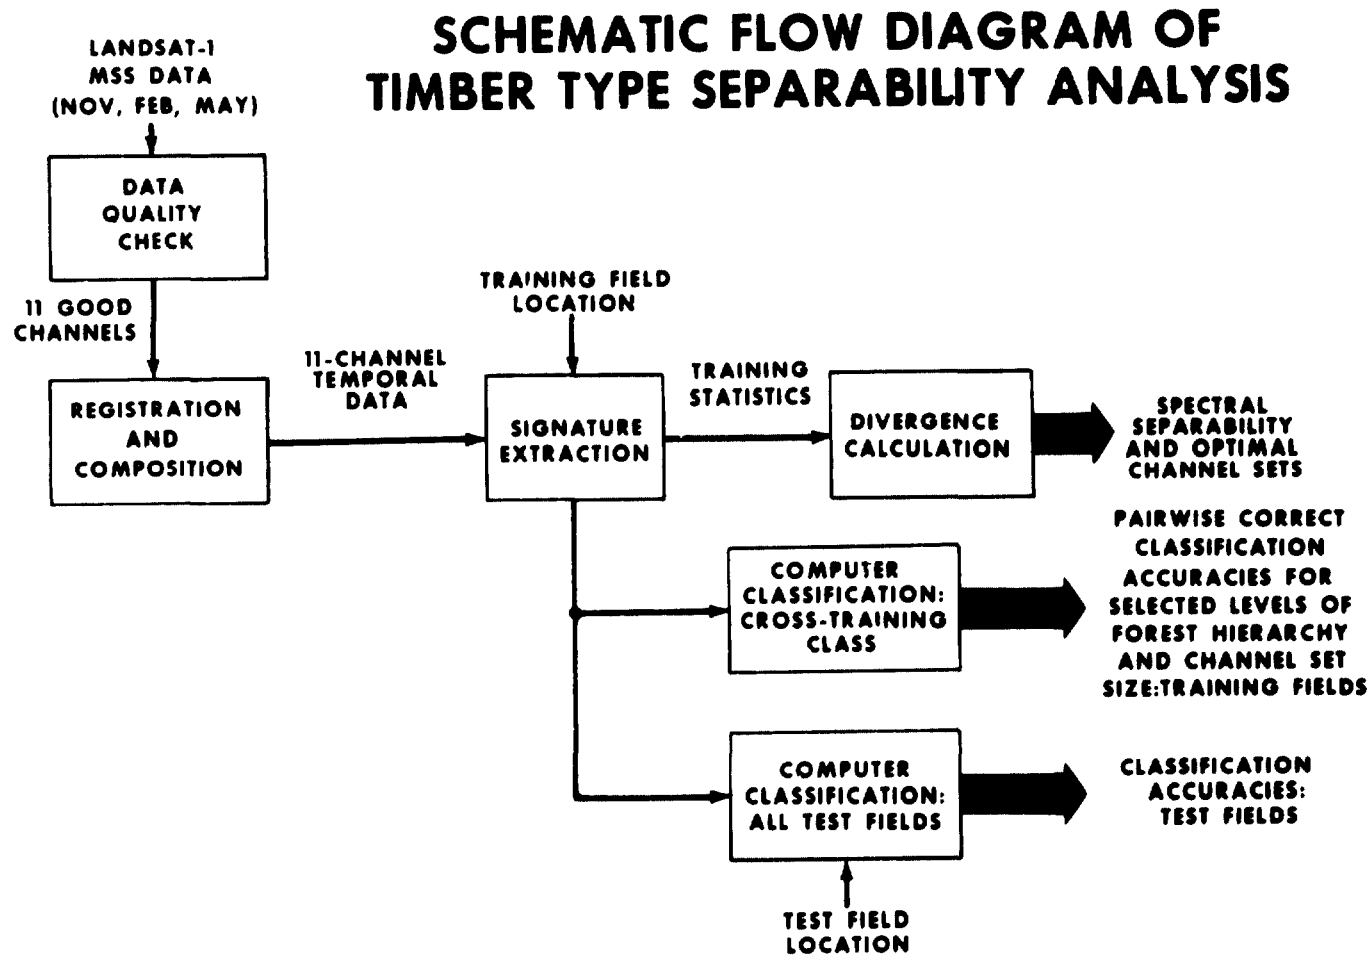 SCHEMATIC FLOW DIAGRAM OF
TIMBER TYPE SEPARABILITY ANALYSIS
LANDSAT-1
MSS DATA
(NOV, FEB, MAY)
DATA
QUALITY
CHECK
11 GOOD
CHANNELS
REGISTRATION
AND
COMPOSITION
11-CHANNEL
TEMPORAL
DATA
TRAINING FIELD
LOCATION
SIGNATURE
EXTRACTION
TRAINING
STATISTICS
DIVERGENCE
CALCULATION
SPECTRAL
SEPARABILITY
AND OPTIMAL
CHANNEL SETS
COMPUTER
CLASSIFICATION:
CROSS-TRAINING
CLASS
PAIRWISE CORRECT
CLASSIFICATION
ACCURACIES FOR
SELECTED LEVELS OF
FOREST HIERARCHY
AND CHANNEL SET
SIZE:TRAINING FIELDS
COMPUTER
CLASSIFICATION:
ALL TEST FIELDS
CLASSIFICATION
ACCURACIES:
TEST FIELDS
TEST FIELD
LOCATION